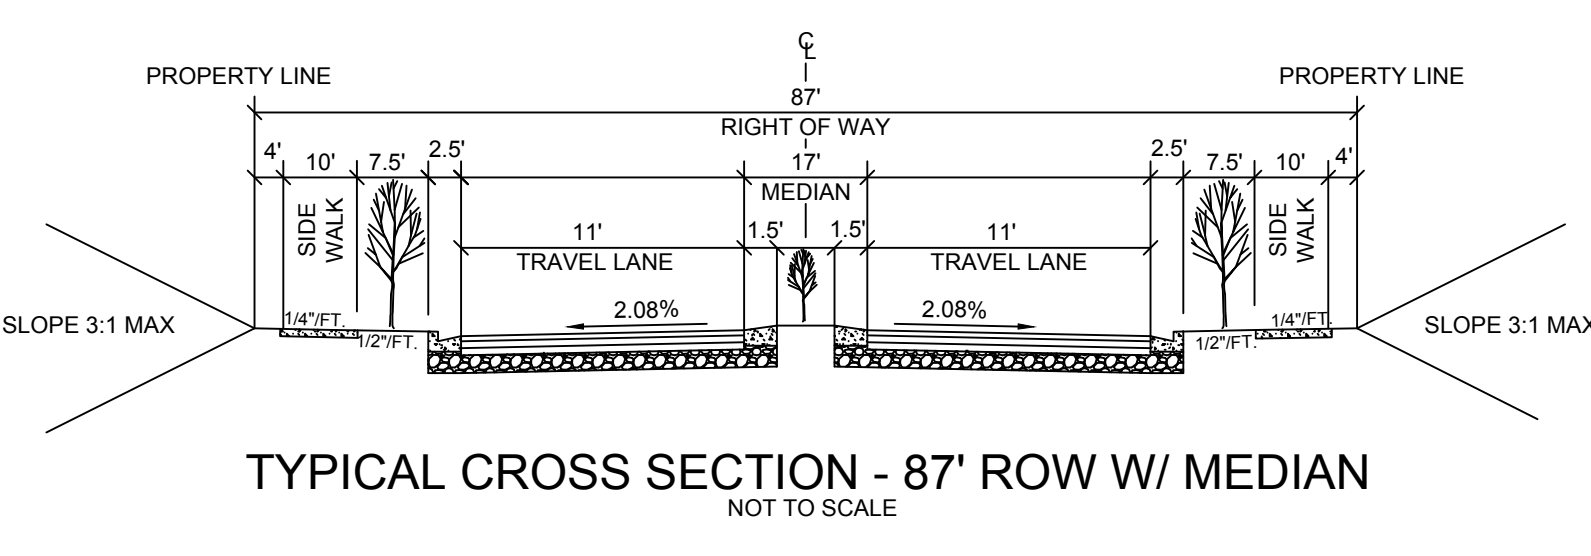 ℄
PROPERTY LINE PROPERTY LINE
87'
RIGHT OF WAY
4' 10' 7.5' 2.5' 17' 2.5' 7.5' 10' 4'
MEDIAN
SIDE
WALK
SIDE
WALK
11' 1.5' 1.5' 11'
TRAVEL LANE TRAVEL LANE
2.08% 2.08%
SLOPE 3:1 MAX 1/4"/FT. 1/4"/FT. SLOPE 3:1 MAX
1/2"/FT. 1/2"/FT.
TYPICAL CROSS SECTION - 87' ROW W/ MEDIAN
NOT TO SCALE